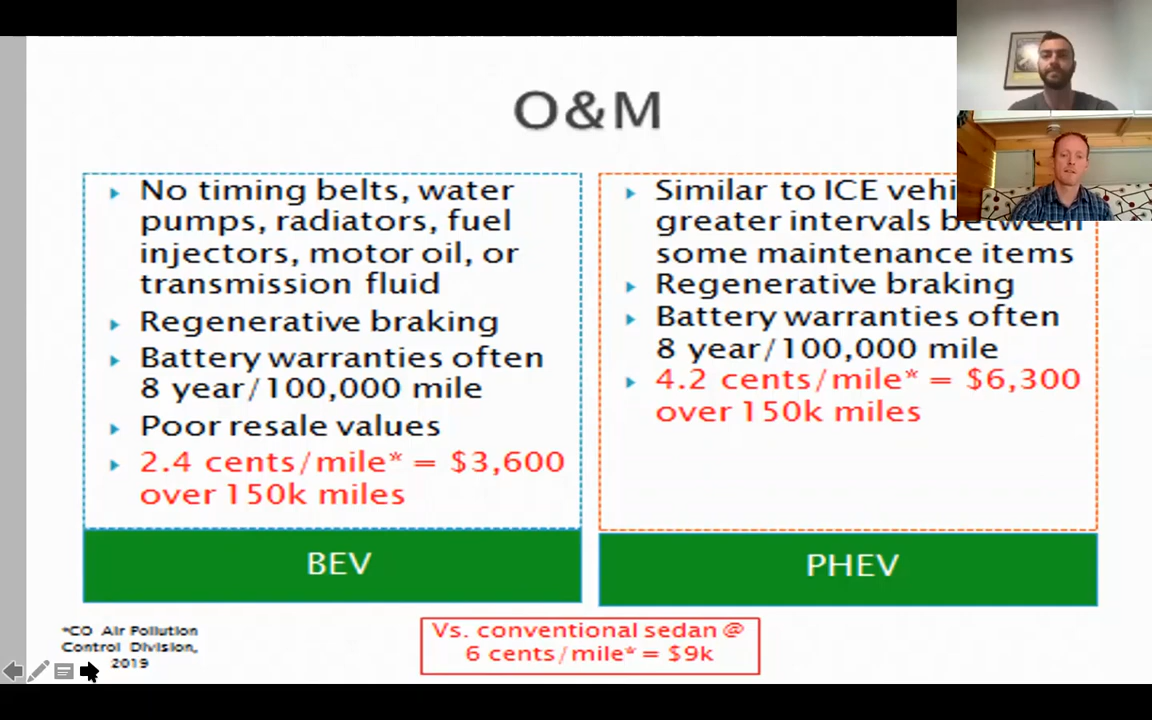 O&M
No timing belts, water
pumps, radiators, fuel
injectors, motor oil, or
transmission fluid
Regenerative braking
Battery warranties often
8 year/100,000 mile
Poor resale values
2.4 cents/mile* = $3,600
over 150k miles
BEV
Similar to ICE
greater intervals between
some maintenance items
Regenerative braking
Battery warranties often
8 year/100,000 mile
4.2 cents/mile* = $6,300
over 150k miles
PHEV
*CO Air Pollution
Control Division,
2019
Vs. conventional sedan @
6 cents/mile* = $9k